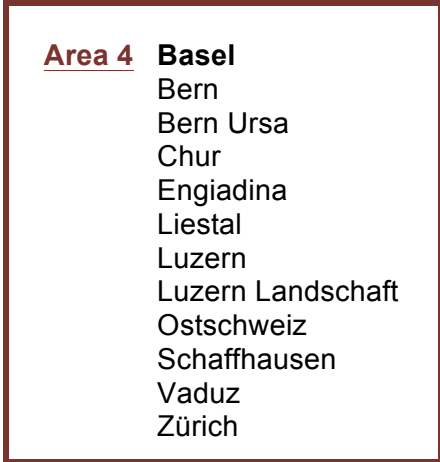 Area 4 Basel
Bern
Bern Ursa
Chur
Engiadina
Liestal
Luzern
Luzern Landschaft
Ostschweiz
Schaffhausen
Vaduz
Zürich